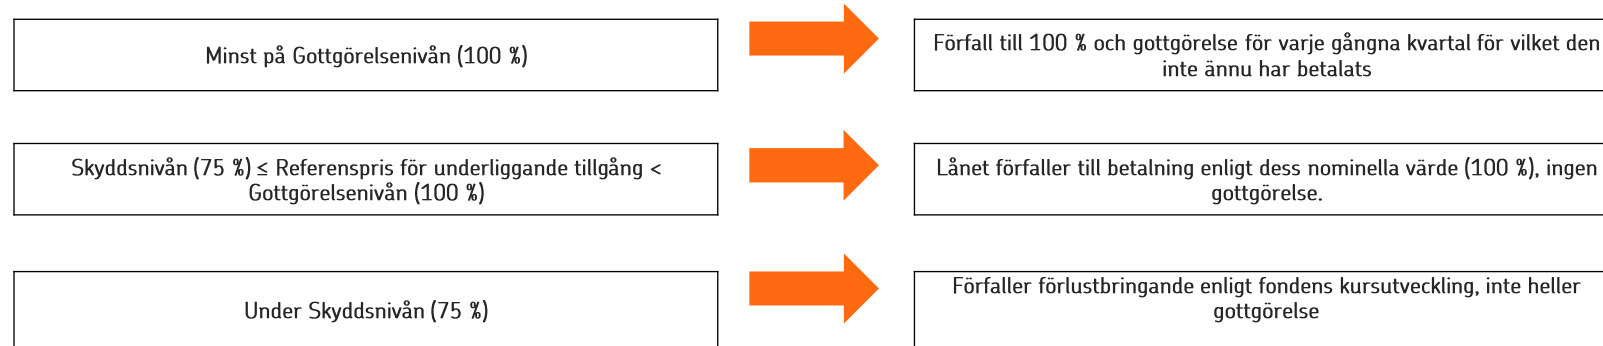 Minst på Gottgörelsenivån (100 %)
Förfall till 100 % och gottgörelse för varje gångna kvartal för vilket den
inte ännu har betalats
Skyddsnivån (75 %) ≤ Referenspris för underliggande tillgång <
Gottgörelsenivån (100 %)
Lånet förfaller till betalning enligt dess nominella värde (100 %), ingen
gottgörelse.
Under Skyddsnivån (75 %)
Förfaller förlustbringande enligt fondens kursutveckling, inte heller
gottgörelse